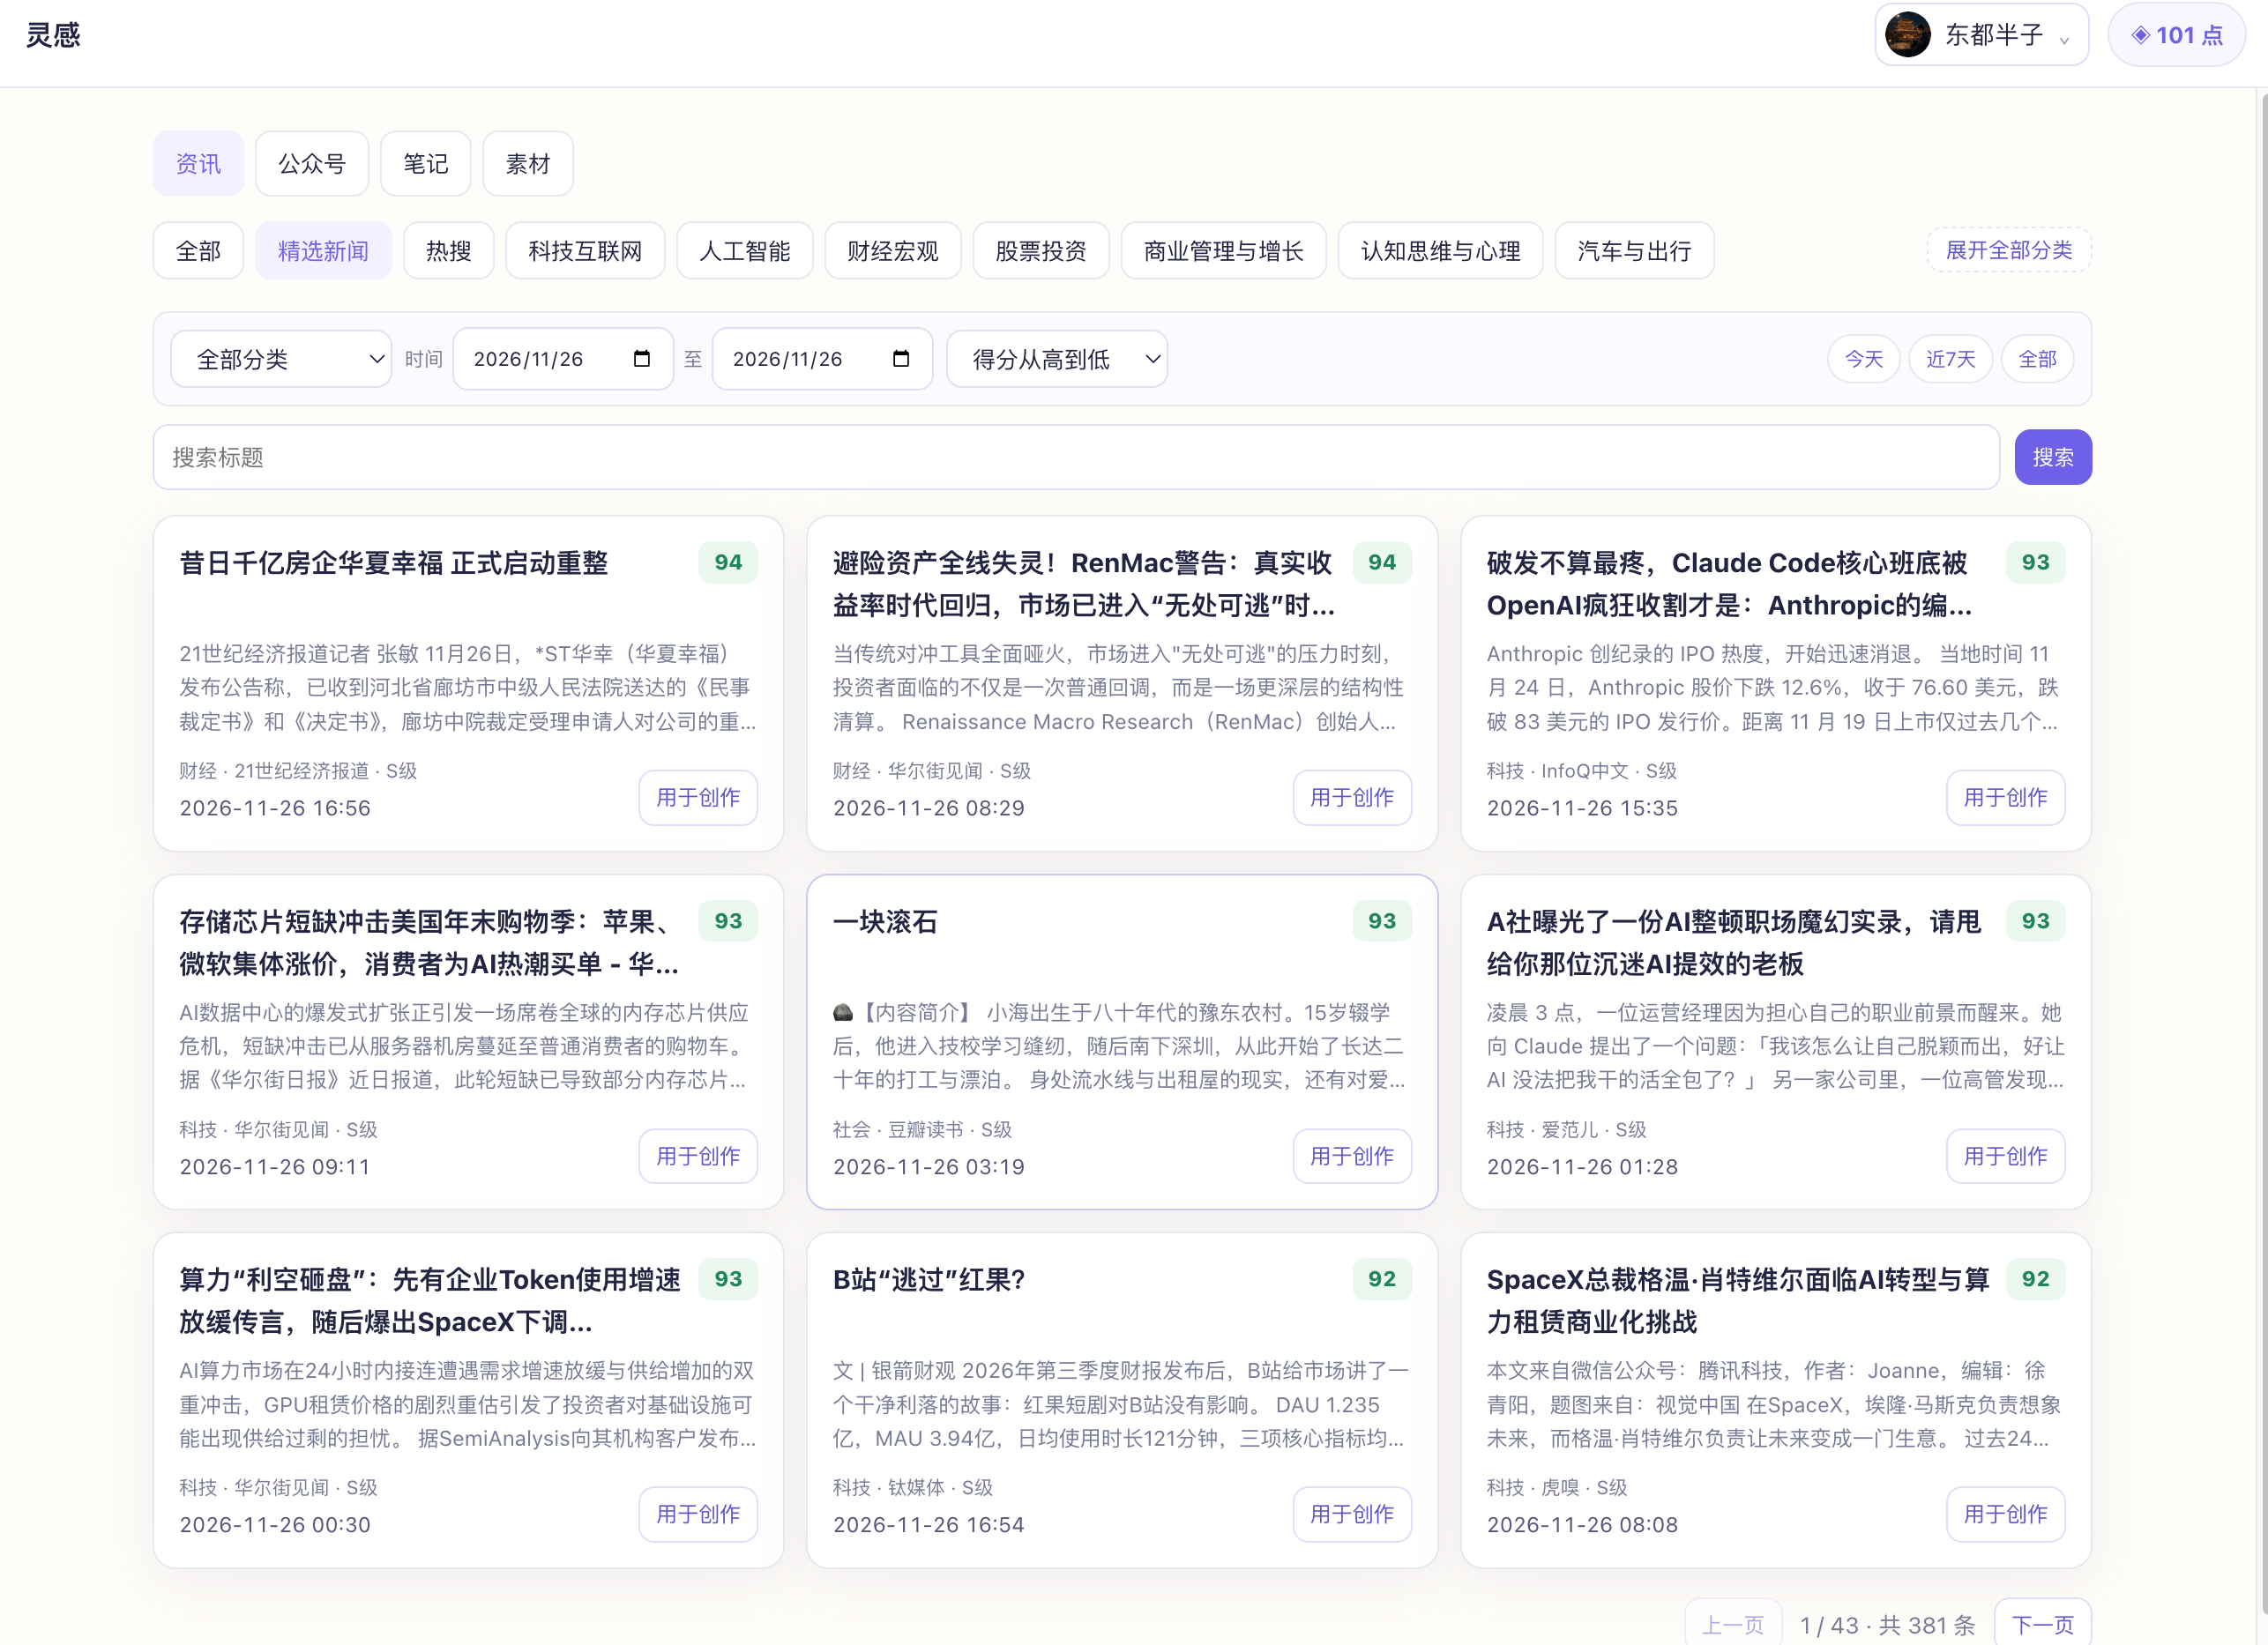 灵感
东都半子
101 点
资讯
公众号
笔记
素材
全部
精选新闻
热搜
科技互联网
人工智能
财经宏观
股票投资
商业管理与增长
认知思维与心理
汽车与出行
展开全部分类
全部分类
时间
2026/11/26
至
2026/11/26
得分从高到低
今天
近7天
全部
搜索标题
搜索
昔日千亿房企华夏幸福 正式启动重整
94
21世纪经济报道记者 张敏 11月26日，*ST华幸（华夏幸福）
发布公告称，已收到河北省廊坊市中级人民法院送达的《民事
裁定书》和《决定书》，廊坊中院裁定受理申请人对公司的重...
财经 · 21世纪经济报道 · S级
2026-11-26 16:56
用于创作
避险资产全线失灵！RenMac警告：真实收
益率时代回归，市场已进入“无处可逃”时...
94
当传统对冲工具全面哑火，市场进入"无处可逃"的压力时刻，
投资者面临的不仅是一次普通回调，而是一场更深层的结构性
清算。 Renaissance Macro Research（RenMac）创始人...
财经 · 华尔街见闻 · S级
2026-11-26 08:29
用于创作
破发不算最疼，Claude Code核心班底被
OpenAI疯狂收割才是：Anthropic的编...
93
Anthropic 创纪录的 IPO 热度，开始迅速消退。 当地时间 11
月 24 日，Anthropic 股价下跌 12.6%，收于 76.60 美元，跌
破 83 美元的 IPO 发行价。距离 11 月 19 日上市仅过去几个...
科技 · InfoQ中文 · S级
2026-11-26 15:35
用于创作
存储芯片短缺冲击美国年末购物季：苹果、
微软集体涨价，消费者为AI热潮买单 - 华...
93
AI数据中心的爆发式扩张正引发一场席卷全球的内存芯片供应
危机，短缺冲击已从服务器机房蔓延至普通消费者的购物车。
据《华尔街日报》近日报道，此轮短缺已导致部分内存芯片...
科技 · 华尔街见闻 · S级
2026-11-26 09:11
用于创作
一块滚石
93
【内容简介】 小海出生于八十年代的豫东农村。15岁辍学
后，他进入技校学习缝纫，随后南下深圳，从此开始了长达二
十年的打工与漂泊。 身处流水线与出租屋的现实，还有对爱...
社会 · 豆瓣读书 · S级
2026-11-26 03:19
用于创作
A社曝光了一份AI整顿职场魔幻实录，请甩
给你那位沉迷AI提效的老板
93
凌晨 3 点，一位运营经理因为担心自己的职业前景而醒来。她
向 Claude 提出了一个问题：「我该怎么让自己脱颖而出，好让
AI 没法把我干的活全包了？」 另一家公司里，一位高管发现...
科技 · 爱范儿 · S级
2026-11-26 01:28
用于创作
算力“利空砸盘”：先有企业Token使用增速
放缓传言，随后爆出SpaceX下调...
93
AI算力市场在24小时内接连遭遇需求增速放缓与供给增加的双
重冲击，GPU租赁价格的剧烈重估引发了投资者对基础设施可
能出现供给过剩的担忧。 据SemiAnalysis向其机构客户发布...
科技 · 华尔街见闻 · S级
2026-11-26 00:30
用于创作
B站“逃过”红果？
92
文 | 银箭财观 2026年第三季度财报发布后，B站给市场讲了一
个干净利落的故事：红果短剧对B站没有影响。 DAU 1.235
亿，MAU 3.94亿，日均使用时长121分钟，三项核心指标均...
科技 · 钛媒体 · S级
2026-11-26 16:54
用于创作
SpaceX总裁格温·肖特维尔面临AI转型与算
力租赁商业化挑战
92
本文来自微信公众号：腾讯科技，作者：Joanne，编辑：徐
青阳，题图来自：视觉中国 在SpaceX，埃隆·马斯克负责想象
未来，而格温·肖特维尔负责让未来变成一门生意。 过去24...
科技 · 虎嗅 · S级
2026-11-26 08:08
用于创作
上一页
1 / 43 · 共 381 条
下一页